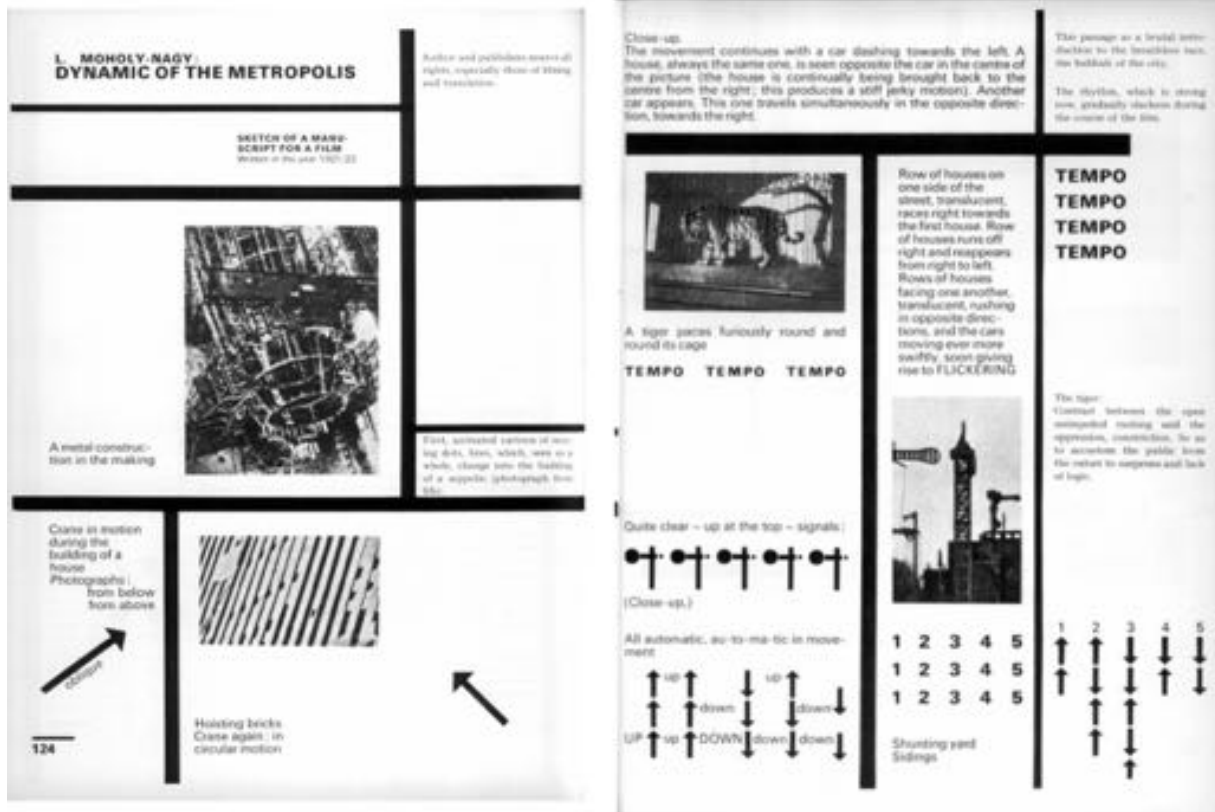 L. MOHOLY-NAGY:
DYNAMIC OF THE METROPOLIS
SKETCH OF A MANU-
SCRIPT FOR A FILM
Written in the year 1921-22
Author and publishers reserve all
rights, especially those of filming
and translation.
A metal construc-
tion in the making
First, animated cartoon of mov-
ing dots, lines, which, seen as a
whole, change into the building
of a zeppelin (photograph from
life).
Crane in motion
during the
building of a
house
Photographs:
from below
from above
oblique
Hoisting bricks
Crane again: in
circular motion
124
Close-up.
The movement continues with a car dashing towards the left. A
house, always the same one, is seen opposite the car in the centre of
the picture (the house is continually being brought back to the
centre from the right; this produces a stiff jerky motion). Another
car appears. This one travels simultaneously in the opposite direc-
tion, towards the right.
This passage as a brutal intro-
duction to the breathless race,
the hubbub of the city.
The rhythm, which is strong
now, gradually slackens during
the course of the film.
A tiger paces furiously round and
round its cage
TEMPO TEMPO TEMPO
Row of houses on
one side of the
street, translucent,
races right towards
the first house. Row
of houses runs off
right and reappears
from right to left.
Rows of houses
facing one another,
translucent, rushing
in opposite direc-
tions, and the cars
moving ever more
swiftly, soon giving
rise to FLICKERING
TEMPO
TEMPO
TEMPO
TEMPO
The tiger:
Contrast between the open
unimpeded rushing and the
oppression, constriction. So as
to accustom the public from
the outset to surprises and lack
of logic.
Quite clear – up at the top – signals:
(Close-up.)
All automatic, au-to-ma-tic in move-
ment
up up
down down
UP up DOWN down down
1 2 3 4 5
1 2 3 4 5
1 2 3 4 5
Shunting yard
Sidings
1 2 3 4 5